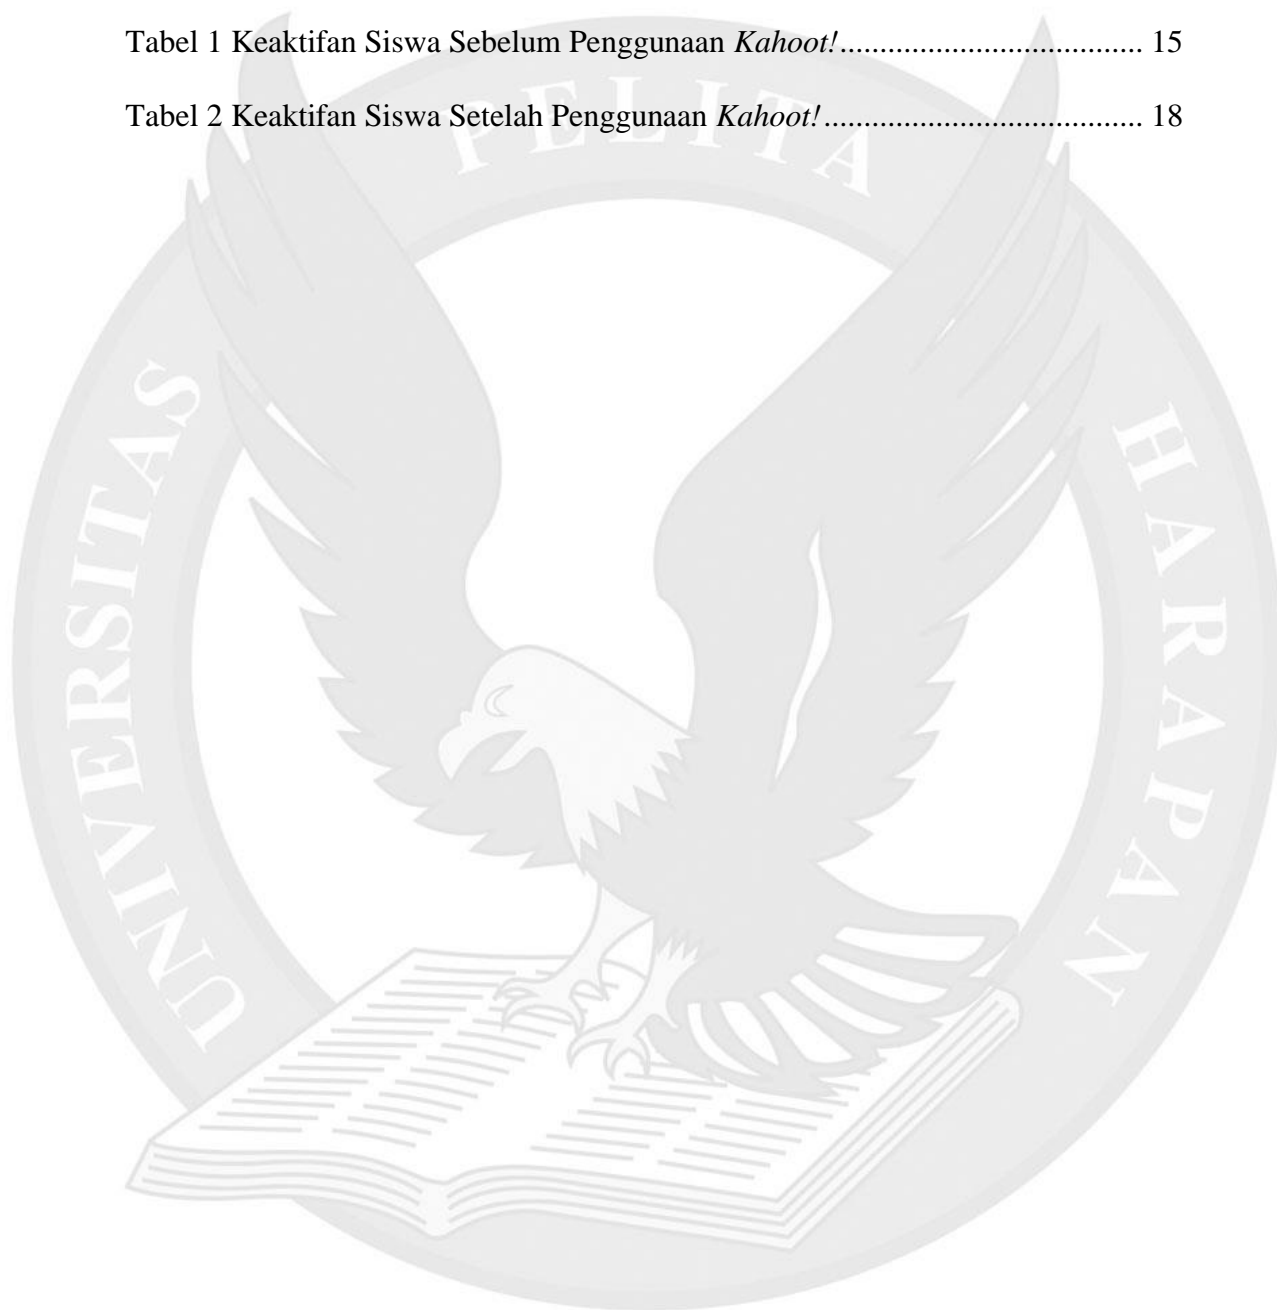 Tabel 1 Keaktifan Siswa Sebelum Penggunaan Kahoot!..................................... 15
Tabel 2 Keaktifan Siswa Setelah Penggunaan Kahoot!....................................... 18
UNIVERSITAS PELITA HARAPAN